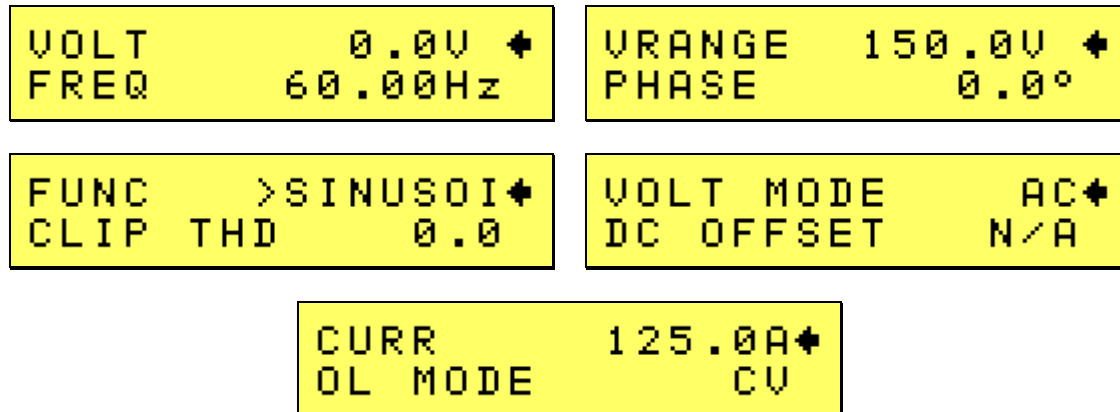 VOLT 0.0V ←
FREQ 60.00Hz
VRANGE 150.0V ←
PHASE 0.0°
FUNC >SINUSOI←
CLIP THD 0.0
VOLT MODE AC←
DC OFFSET N/A
CURR 125.0A←
OL MODE CV